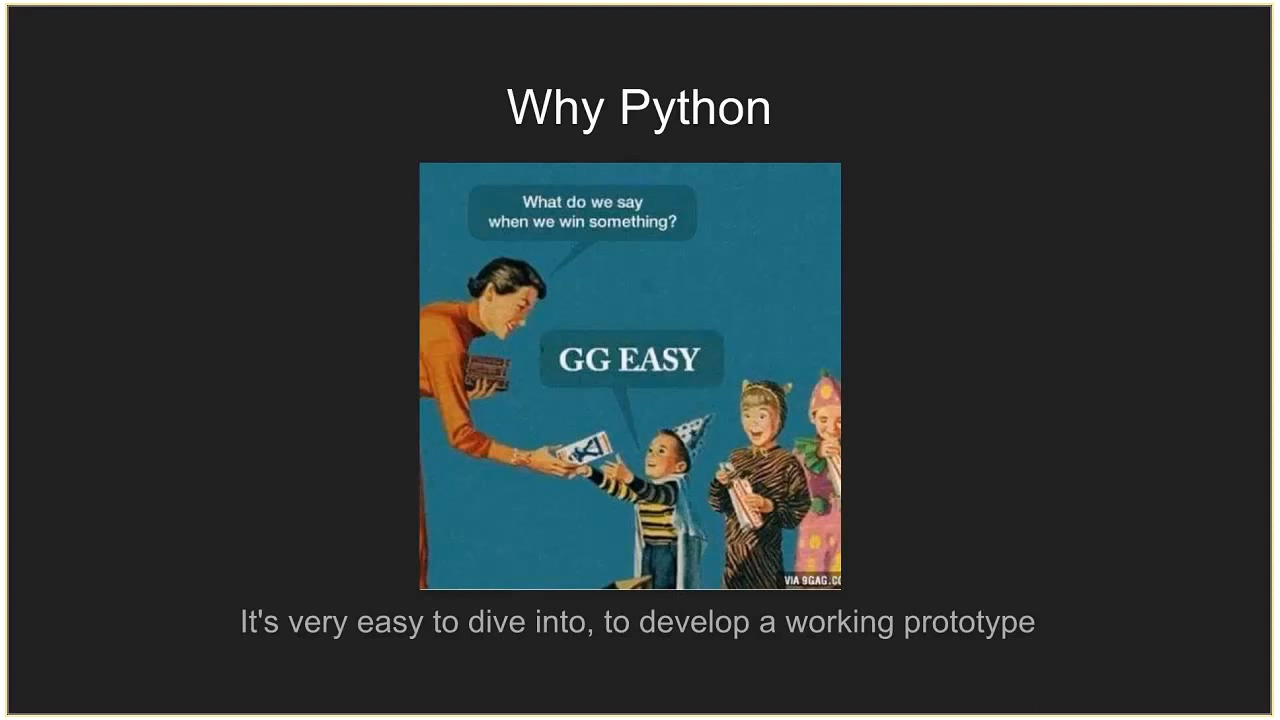 Why Python
What do we say
when we win something?
GG EASY
VIA 9GAG.CO
It's very easy to dive into, to develop a working prototype